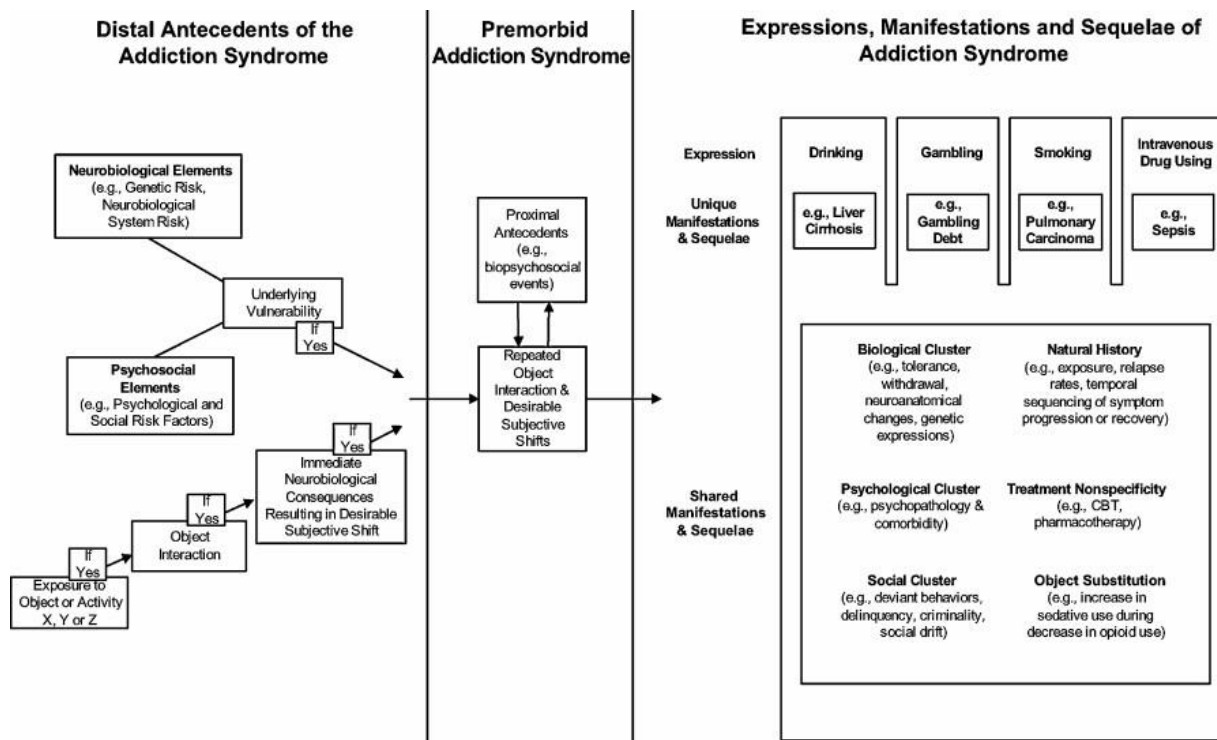 Distal Antecedents of the
Addiction Syndrome
Neurobiological Elements
(e.g., Genetic Risk,
Neurobiological
System Risk)
Underlying
Vulnerability
If
Yes
Psychosocial
Elements
(e.g., Psychological and
Social Risk Factors)
If
Yes
Immediate
Neurobiological
Consequences
Resulting in Desirable
Subjective Shift
If
Yes
Object
Interaction
If
Yes
Exposure to
Object or Activity
X, Y or Z
Premorbid
Addiction Syndrome
Proximal
Antecedents
(e.g.,
biopsychosocial
events)
Repeated
Object
Interaction &
Desirable
Subjective
Shifts
Expressions, Manifestations and Sequelae of
Addiction Syndrome
Expression
Drinking
Gambling
Smoking
Intravenous
Drug Using
Unique
Manifestations
& Sequelae
e.g., Liver
Cirrhosis
e.g.,
Gambling
Debt
e.g.,
Pulmonary
Carcinoma
e.g.,
Sepsis
Shared
Manifestations
& Sequelae
Biological Cluster
(e.g., tolerance,
withdrawal,
neuroanatomical
changes, genetic
expressions)
Natural History
(e.g., exposure, relapse
rates, temporal
sequencing of symptom
progression or recovery)
Psychological Cluster
(e.g., psychopathology &
comorbidity)
Treatment Nonspecificity
(e.g., CBT,
pharmacotherapy)
Social Cluster
(e.g., deviant behaviors,
delinquency, criminality,
social drift)
Object Substitution
(e.g., increase in
sedative use during
decrease in opioid use)